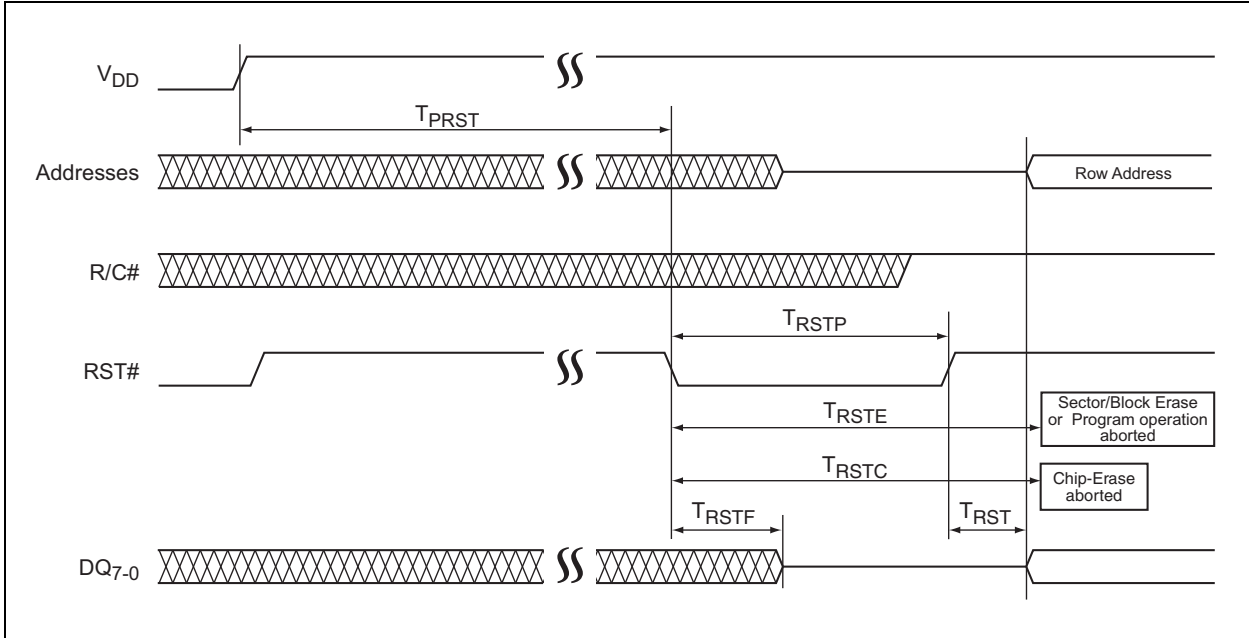 VDD
TPRST
Addresses
Row Address
R/C#
TRSTP
RST#
TRSTE
Sector/Block Erase
or Program operation
aborted
TRSTC
Chip-Erase
aborted
TRSTF
TRST
DQ7-0